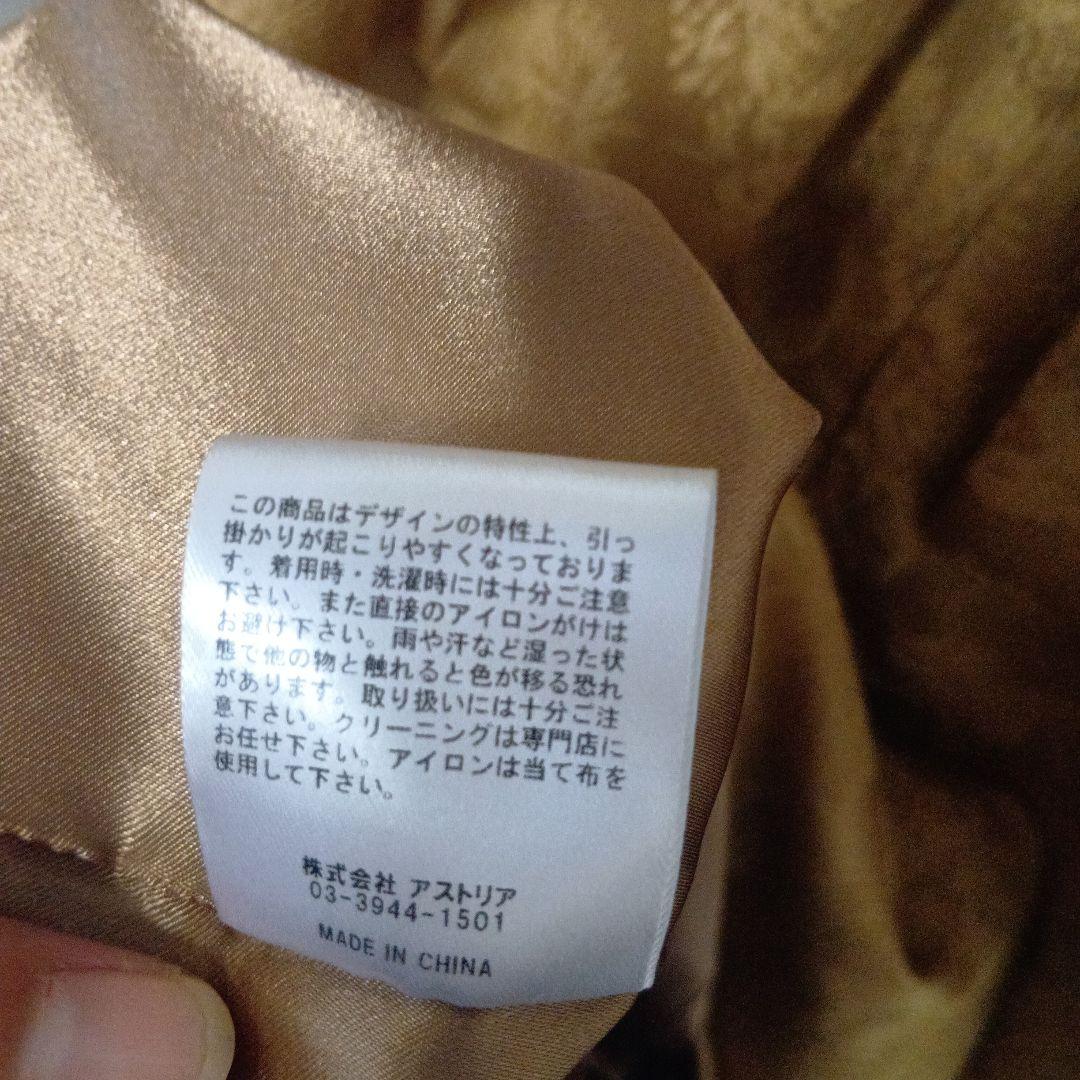 この商品はデザインの特性上、引っ
掛かりが起こりやすくなっておりま
す。着用時・洗濯時には十分ご注意
下さい。また直接のアイロンがけは
お避け下さい。雨や汗など湿った状
態で他の物と触れると色が移る恐れ
があります。取り扱いには十分ご注
意下さい。クリーニングは専門店に
お任せ下さい。アイロンは当て布を
使用して下さい。
株式会社 アストリア
03-3944-1501
MADE IN CHINA